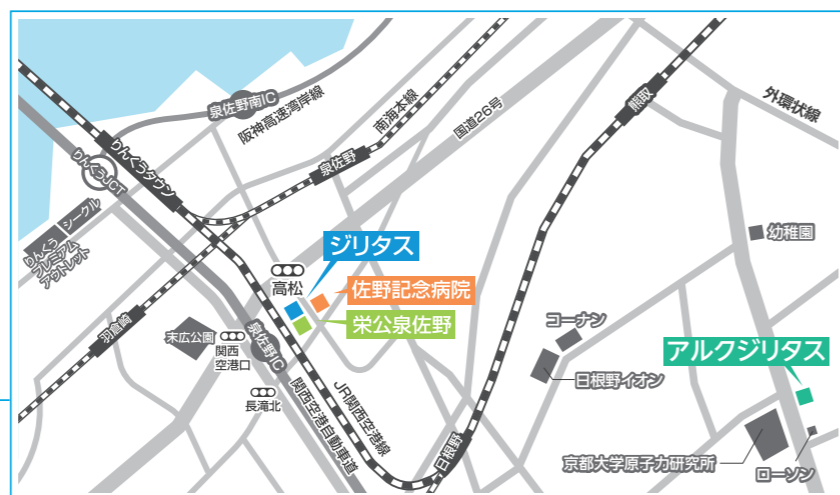 泉佐野南IC
阪神高速湾岸線
南海本線
国道26号
熊取
外環状線
りんくうタウン
りんくうJCT
泉佐野
シークル
りんくう
プレミアム
アウトレット
幼稚園
ジリタス
高松
佐野記念病院
栄公泉佐野
羽倉崎
末広公園
関西
空港口
泉佐野IC
コーナン
アルクジリタス
日根野イオン
長滝北
JR関西空港線
関西空港自動車道
日根野
京都大学原子力研究所
ローソン